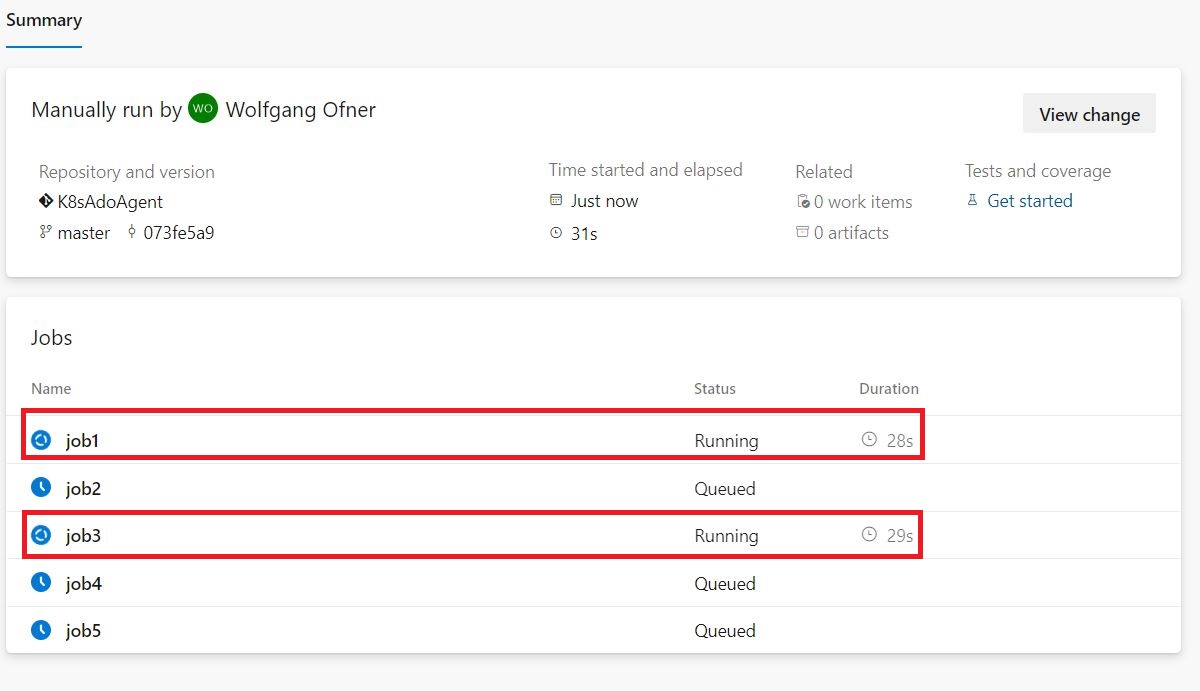 Summary
Manually run by WO Wolfgang Ofner
View change
Repository and version
K8sAdoAgent
master 073fe5a9
Time started and elapsed
Just now
31s
Related
0 work items
0 artifacts
Tests and coverage
Get started
Jobs
Name Status Duration
job1 Running 28s
job2 Queued
job3 Running 29s
job4 Queued
job5 Queued